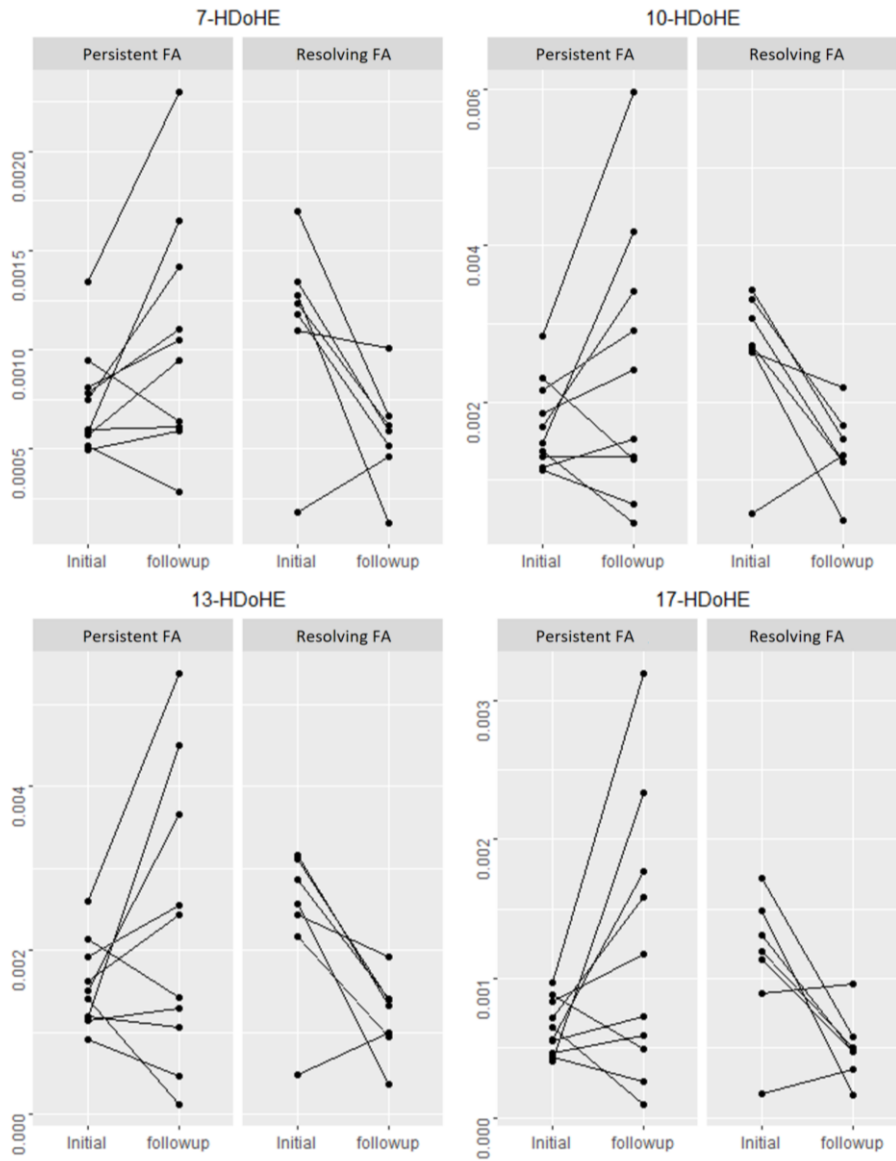 7-HDoHE
Persistent FA
Resolving FA
0.0020
0.0015
0.0010
0.0005
Initial
followup
Initial
followup
10-HDoHE
Persistent FA
Resolving FA
0.006
0.004
0.002
Initial
followup
Initial
followup
13-HDoHE
Persistent FA
Resolving FA
0.004
0.002
0.000
Initial
followup
Initial
followup
17-HDoHE
Persistent FA
Resolving FA
0.003
0.002
0.001
0.000
Initial
followup
Initial
followup